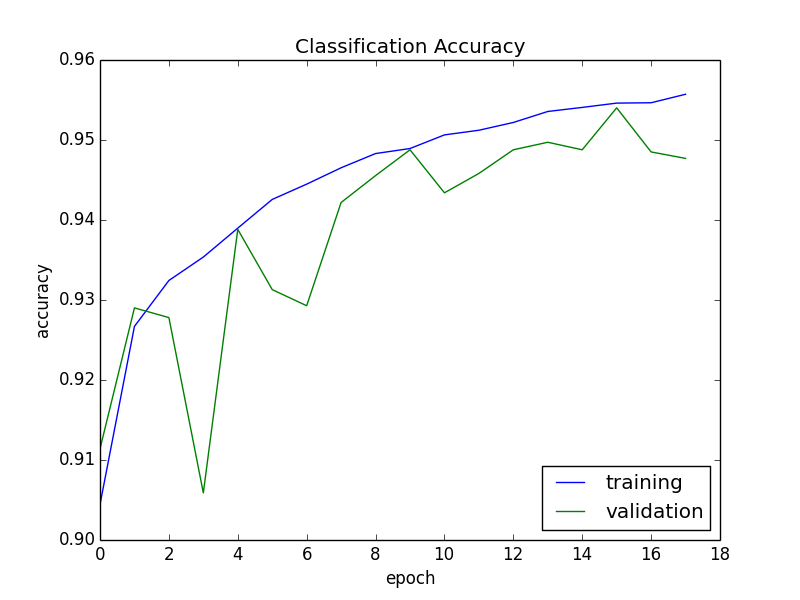 Classification Accuracy
0.96
0.95
0.94
0.93
0.92
0.91
0.90
accuracy
0 2 4 6 8 10 12 14 16 18
epoch
training
validation